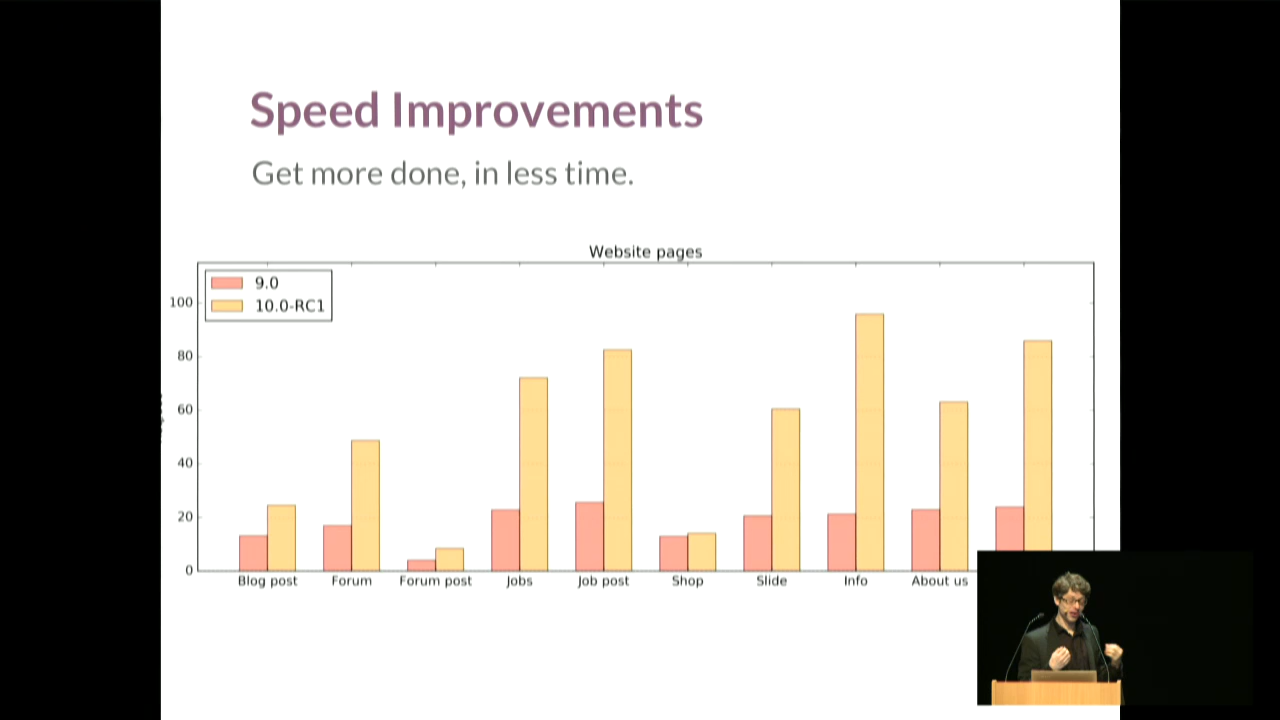 Speed Improvements
Get more done, in less time.
Website pages
9.0
10.0-RC1
100
80
60
40
20
0
Blog post Forum Forum post Jobs Job post Shop Slide Info About us